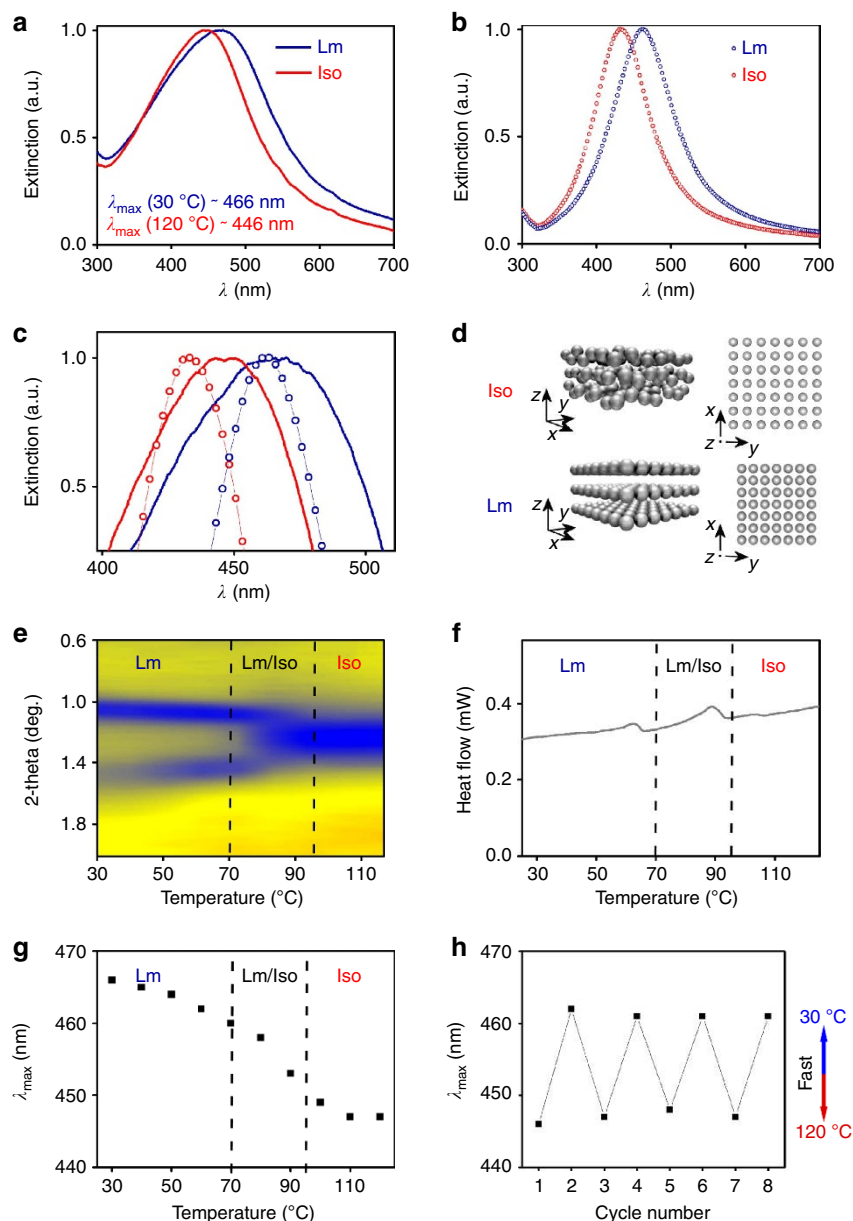 a
Extinction (a.u.)
1.0
0.5
0.0
Lm
Iso
λmax (30 °C) ~ 466 nm
λmax (120 °C) ~ 446 nm
300 400 500 600 700
λ (nm)
b
Extinction (a.u.)
1.0
0.5
0.0
Lm
Iso
300 400 500 600 700
λ (nm)
c
Extinction (a.u.)
1.0
0.5
400 450 500
λ (nm)
d
Iso
z
y
x
x
z
y
Lm
z
y
x
x
z
y
e
2-theta (deg.)
0.6
1.0
1.4
1.8
Lm Lm/Iso Iso
30 50 70 90 110
Temperature (°C)
f
Heat flow (mW)
0.4
0.2
0.0
Lm Lm/Iso Iso
30 50 70 90 110
Temperature (°C)
g
λmax (nm)
470
460
450
440
Lm Lm/Iso Iso
30 50 70 90 110
Temperature (°C)
h
λmax (nm)
470
460
450
440
1 2 3 4 5 6 7 8
Cycle number
30 °C
Fast
120 °C